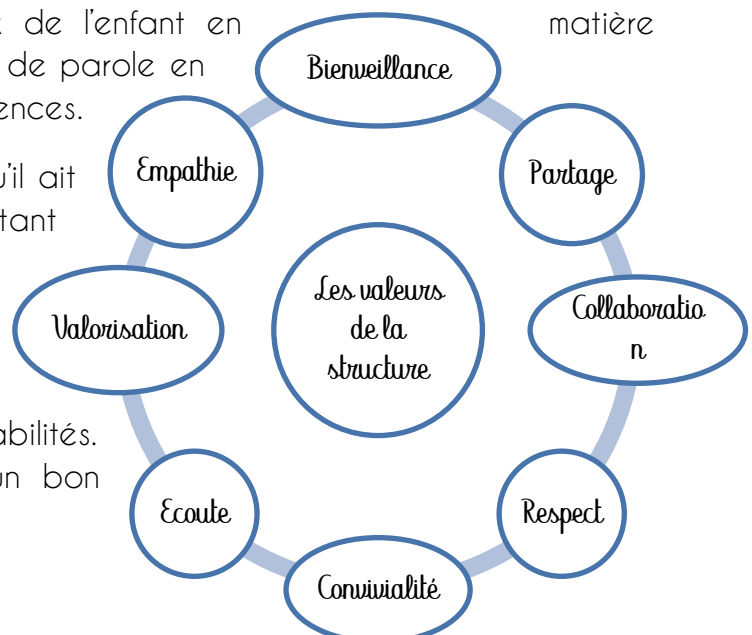 de l'enfant en matière
de parole en
ences.
u'il ait
tant
abilités.
un bon
Bienveillance
Partage
Collaboratio
n
Respect
Convivialité
Ecoute
Valorisation
Empathie
Les valeurs
de la
structure